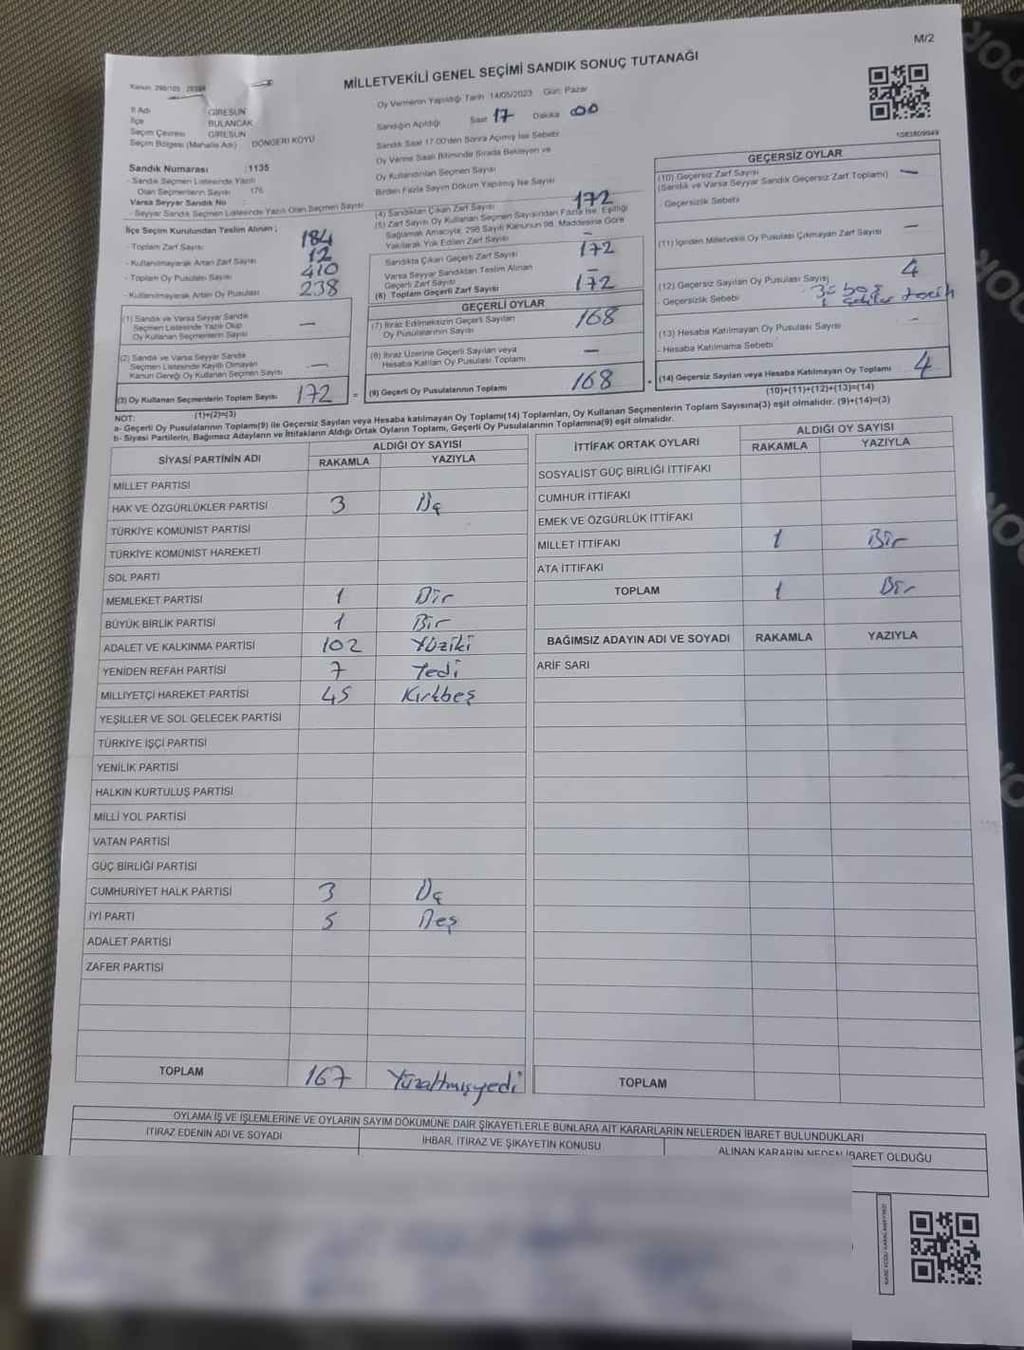 M/2
MİLLETVEKİLİ GENEL SEÇİMİ SANDIK SONUÇ TUTANAĞI
Oy Vermenin Yapıldığı Tarih 14/05/2023 Gün: Pazar
Sandığın Açıldığı Saat 17 Dakika 00
Sandık Saat 17:00'den Sonra Açılmış İse Sebebi
Oy Verme Saati Bitiminde Sırada Bekleyen ve
Oy Kullandırılan Seçmen Sayısı
Birden Fazla Sayım Döküm Yapılmış İse Sayısı
İl Adı GİRESUN
İlçe BULANCAK
Seçim Çevresi GİRESUN
Seçim Bölgesi (Mahalle Adı) DÖNGERİ KÖYÜ
Sandık Numarası :1135
- Sandık Seçmen Listesinde Yazılı
Olan Seçmenlerin Sayısı 176
Varsa Seyyar Sandık No
- Seyyar Sandık Seçmen Listesinde Yazılı Olan Seçmen Sayısı
İlçe Seçim Kurulundan Teslim Alınan ;
- Toplam Zarf Sayısı 184
- Kullanılmayarak Artan Zarf Sayısı 12
- Toplam Oy Pusulası Sayısı 410
- Kullanılmayarak Artan Oy Pusulası 238
(1) Sandık ve Varsa Seyyar Sandık
Seçmen Listesinde Yazılı Olup
Oy Kullanan Seçmenlerin Sayısı —
(2) Sandık ve Varsa Seyyar Sandık
Seçmen Listesinde Kayıtlı Olmayan
Kanun Gereği Oy Kullanan Seçmen Sayısı —
(3) Oy Kullanan Seçmenlerin Toplam Sayısı 172
(1)+(2)=(3)
(4) Sandıktan Çıkan Zarf Sayısı 172
(5) Zarf Sayısı Oy Kullanan Seçmen Sayısından Fazla İse, Eşitliği
Sağlamak Amacıyla, 298 Sayılı Kanunun 98. Maddesine Göre
Yakılarak Yok Edilen Zarf Sayısı –
Sandıkta Çıkan Geçerli Zarf Sayısı 172
Varsa Seyyar Sandıktan Teslim Alınan
Geçerli Zarf Sayısı –
(6) Toplam Geçerli Zarf Sayısı 172
GEÇERLİ OYLAR
(7) İtiraz Edilmeksizin Geçerli Sayılan
Oy Pusulalarının Sayısı 168
(8) İtiraz Üzerine Geçerli Sayılan veya
Hesaba Katılan Oy Pusulası Toplamı —
(9) Geçerli Oy Pusulalarının Toplamı 168
GEÇERSİZ OYLAR
(10) Geçersiz Zarf Sayısı
(Sandık ve Varsa Seyyar Sandık Geçersiz Zarf Toplamı) —
- Geçersizlik Sebebi
(11) İçinden Milletvekili Oy Pusulası Çıkmayan Zarf Sayısı —
(12) Geçersiz Sayılan Oy Pusulası Sayısı 4
- Geçersizlik Sebebi
(13) Hesaba Katılmayan Oy Pusulası Sayısı –
- Hesaba Katılmama Sebebi
(14) Geçersiz Sayılan veya Hesaba Katılmayan Oy Toplamı 4
(10)+(11)+(12)+(13)=(14)
NOT:
a- Geçerli Oy Pusulalarının Toplamı(9) ile Geçersiz Sayılan veya Hesaba katılmayan Oy Toplamı(14) Toplamları, Oy Kullanan Seçmenlerin Toplam Sayısına(3) eşit olmalıdır. (9)+(14)=(3)
b- Siyasi Partilerin, Bağımsız Adayların ve İttifakların Aldığı Ortak Oyların Toplamı, Geçerli Oy Pusulalarının Toplamına(9) eşit olmalıdır.
SİYASİ PARTİNİN ADI ALDIĞI OY SAYISI
RAKAMLA YAZIYLA
MİLLET PARTİSİ
HAK VE ÖZGÜRLÜKLER PARTİSİ 3 Üç
TÜRKİYE KOMÜNİST PARTİSİ
TÜRKİYE KOMÜNİST HAREKETİ
SOL PARTİ
MEMLEKET PARTİSİ 1 Bir
BÜYÜK BİRLİK PARTİSİ 1 Bir
ADALET VE KALKINMA PARTİSİ 102 Yüziki
YENİDEN REFAH PARTİSİ 7 Yedi
MİLLİYETÇİ HAREKET PARTİSİ 45 Kırkbeş
YEŞİLLER VE SOL GELECEK PARTİSİ
TÜRKİYE İŞÇİ PARTİSİ
YENİLİK PARTİSİ
HALKIN KURTULUŞ PARTİSİ
MİLLİ YOL PARTİSİ
VATAN PARTİSİ
GÜÇ BİRLİĞİ PARTİSİ
CUMHURİYET HALK PARTİSİ 3 Üç
İYİ PARTİ 5 Beş
ADALET PARTİSİ
ZAFER PARTİSİ
TOPLAM 167 Yüzaltmışyedi
İTTİFAK ORTAK OYLARI ALDIĞI OY SAYISI
RAKAMLA YAZIYLA
SOSYALİST GÜÇ BİRLİĞİ İTTİFAKI
CUMHUR İTTİFAKI
EMEK VE ÖZGÜRLÜK İTTİFAKI
MİLLET İTTİFAKI 1 Bir
ATA İTTİFAKI
TOPLAM 1 Bir
BAĞIMSIZ ADAYIN ADI VE SOYADI RAKAMLA YAZIYLA
ARİF SARI
TOPLAM
OYLAMA İŞ VE İŞLEMLERİNE VE OYLARIN SAYIM DÖKÜMÜNE DAİR ŞİKAYETLERLE BUNLARA AİT KARARLARIN NELERDEN İBARET BULUNDUKLARI
İTİRAZ EDENİN ADI VE SOYADI
İHBAR, İTİRAZ VE ŞİKAYETİN KONUSU
ALINAN KARARIN NEDEN İBARET OLDUĞU